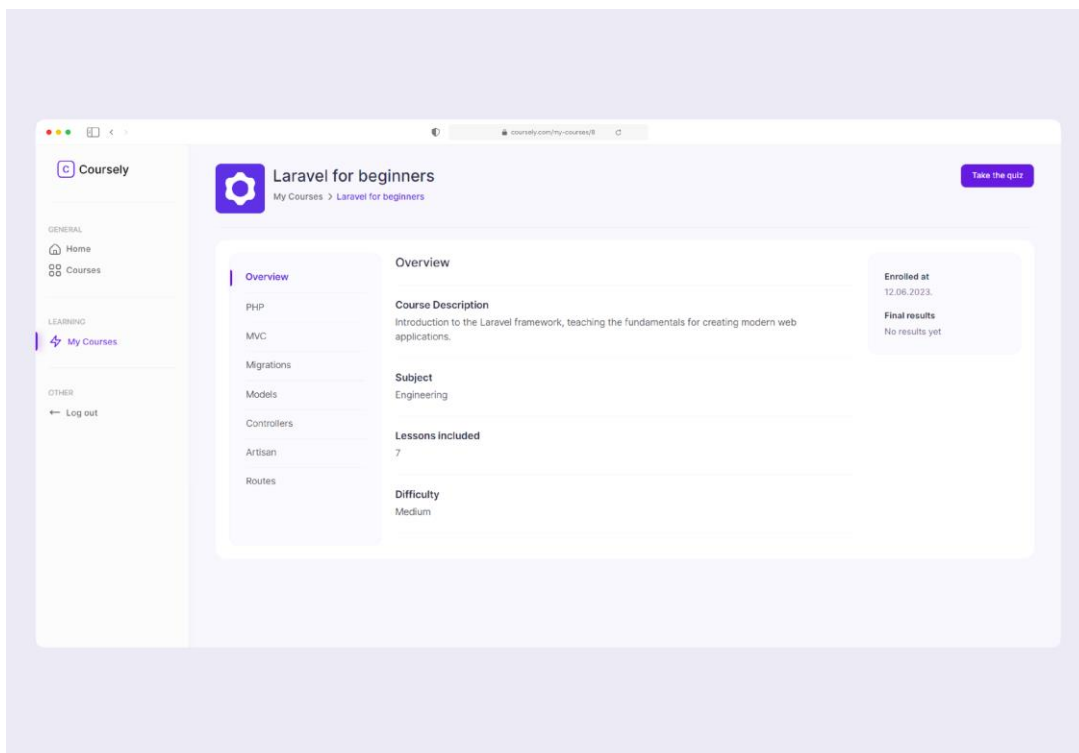 coursely.com/my-courses/8
C Coursely
GENERAL
Home
Courses
LEARNING
My Courses
OTHER
Log out
Laravel for beginners
My Courses > Laravel for beginners
Take the quiz
Overview
PHP
MVC
Migrations
Models
Controllers
Artisan
Routes
Overview
Course Description
Introduction to the Laravel framework, teaching the fundamentals for creating modern web
applications.
Subject
Engineering
Lessons included
7
Difficulty
Medium
Enrolled at
12.06.2023.
Final results
No results yet